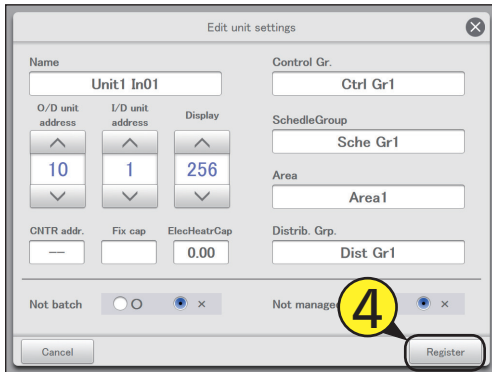 Edit unit settings
Name
Unit1 In01
Control Gr.
Ctrl Gr1
O/D unit address
I/D unit address
Display
10
1
256
SchedleGroup
Sche Gr1
Area
Area1
CNTR addr.
Fix cap
ElecHeatrCap
--
0.00
Distrib. Grp.
Dist Gr1
Not batch
O
×
Not manage
×
4
Cancel
Register